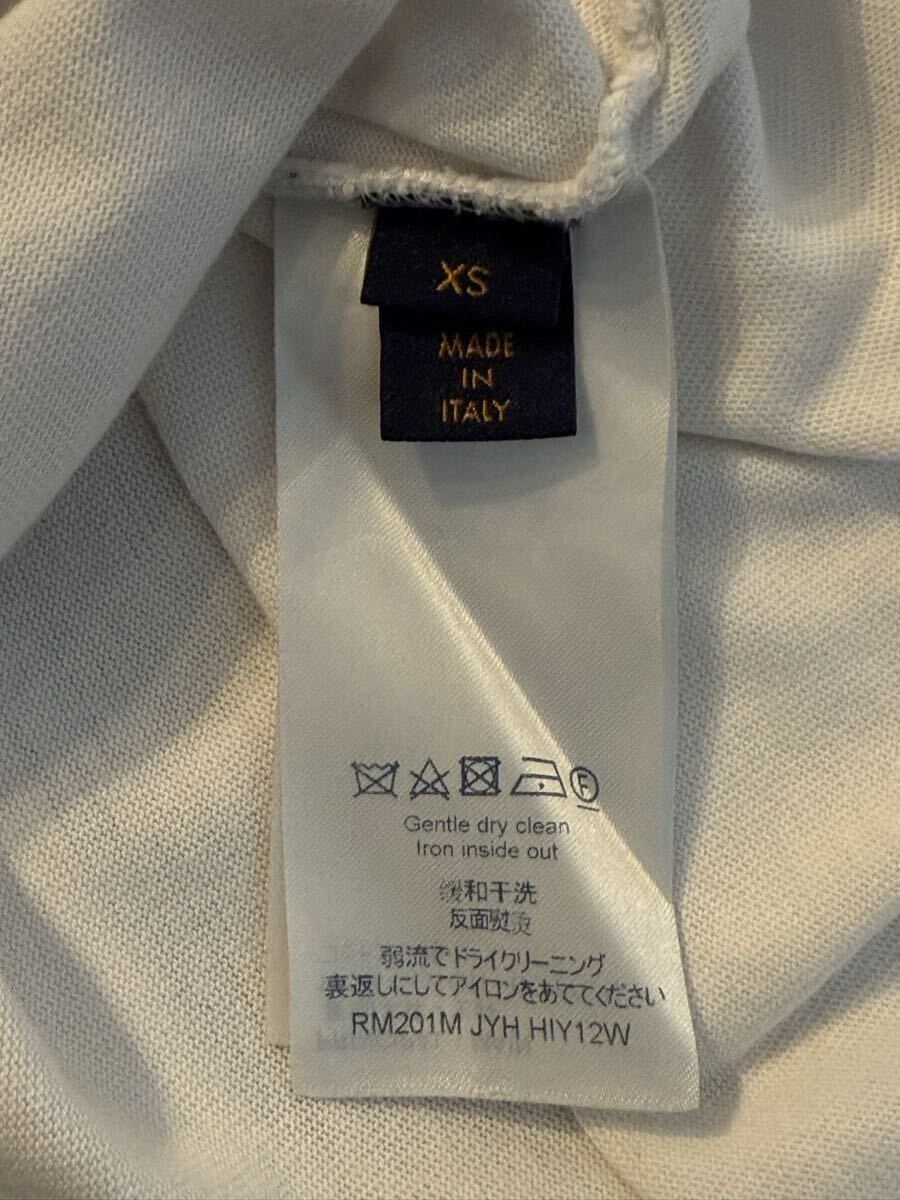 XS
MADE
IN
ITALY
F
Gentle dry clean
Iron inside out
缓和干洗
反面熨烫
弱流でドライクリーニング
裏返しにしてアイロンをあててください
RM201M JYH HIY12W